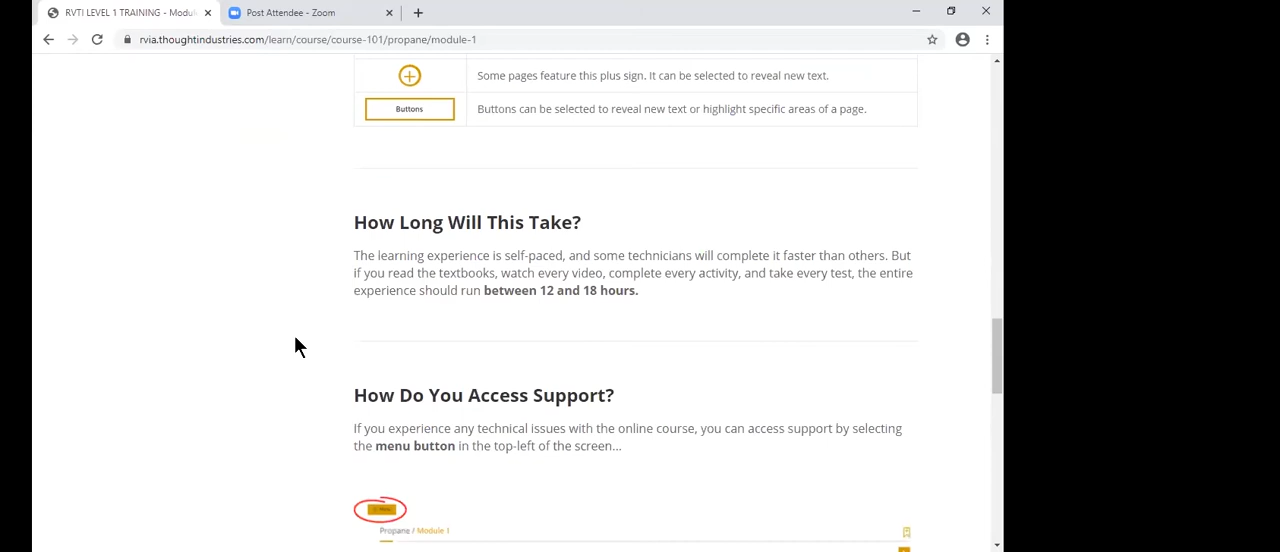 RVTI LEVEL 1 TRAINING - Modul
Post Attendee - Zoom
rvia.thoughtindustries.com/learn/course/course-101/propane/module-1
Some pages feature this plus sign. It can be selected to reveal new text.
Buttons
Buttons can be selected to reveal new text or highlight specific areas of a page.
How Long Will This Take?
The learning experience is self-paced, and some technicians will complete it faster than others. But
if you read the textbooks, watch every video, complete every activity, and take every test, the entire
experience should run between 12 and 18 hours.
How Do You Access Support?
If you experience any technical issues with the online course, you can access support by selecting
the menu button in the top-left of the screen...
Menu
Propane / Module 1